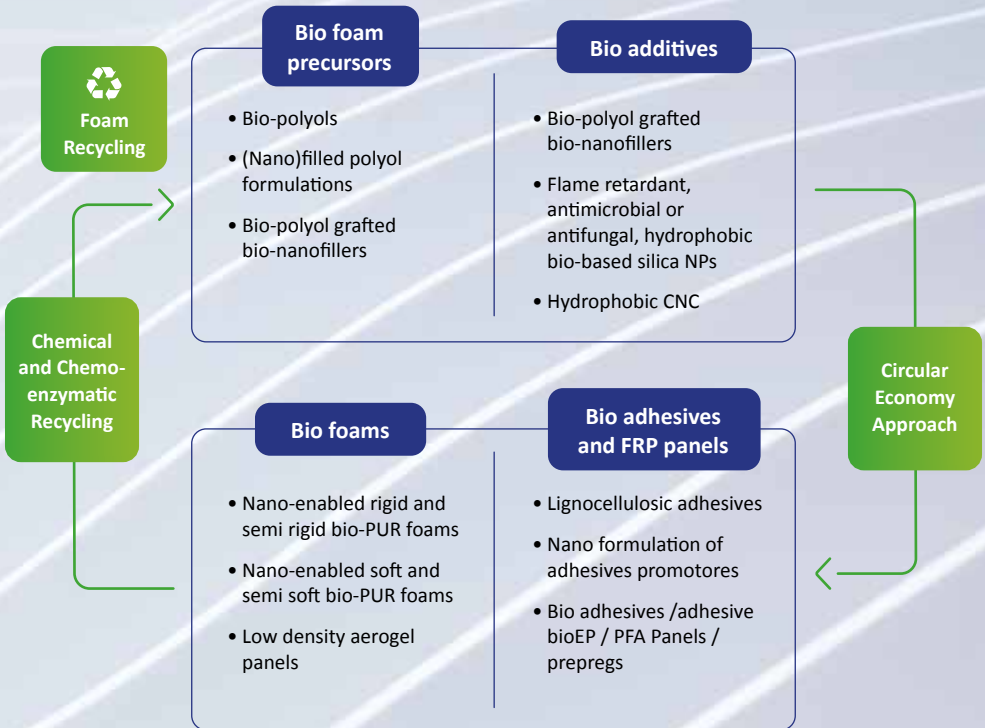 Foam
Recycling
Bio foam
precursors
• Bio-polyols
• (Nano)filled polyol
formulations
• Bio-polyol grafted
bio-nanofillers
Bio additives
• Bio-polyol grafted
bio-nanofillers
• Flame retardant,
antimicrobial or
antifungal, hydrophobic
bio-based silica NPs
• Hydrophobic CNC
Chemical
and Chemo-
enzymatic
Recycling
Circular
Economy
Approach
Bio foams
• Nano-enabled rigid and
semi rigid bio-PUR foams
• Nano-enabled soft and
semi soft bio-PUR foams
• Low density aerogel
panels
Bio adhesives
and FRP panels
• Lignocellulosic adhesives
• Nano formulation of
adhesives promotores
• Bio adhesives /adhesive
bioEP / PFA Panels /
prepregs